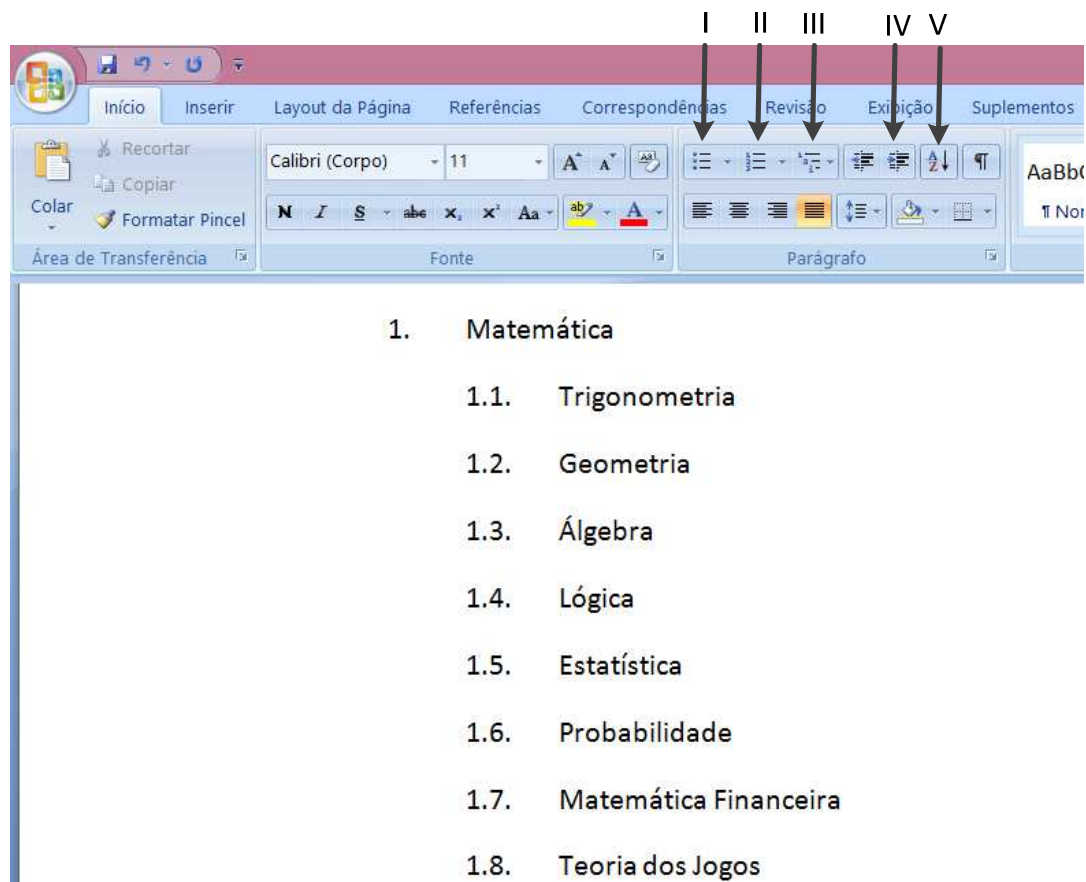 I II III IV V
Início Inserir Layout da Página Referências Correspondências Revisão Exibição Suplementos
Recortar
Copiar
Colar
Formatar Pincel
Calibri (Corpo) 11 A A
N I S abc x₂ x² Aa ab A
A Z ¶
AaBbC
¶ Nor
Área de Transferência Fonte Parágrafo
1. Matemática
1.1. Trigonometria
1.2. Geometria
1.3. Álgebra
1.4. Lógica
1.5. Estatística
1.6. Probabilidade
1.7. Matemática Financeira
1.8. Teoria dos Jogos